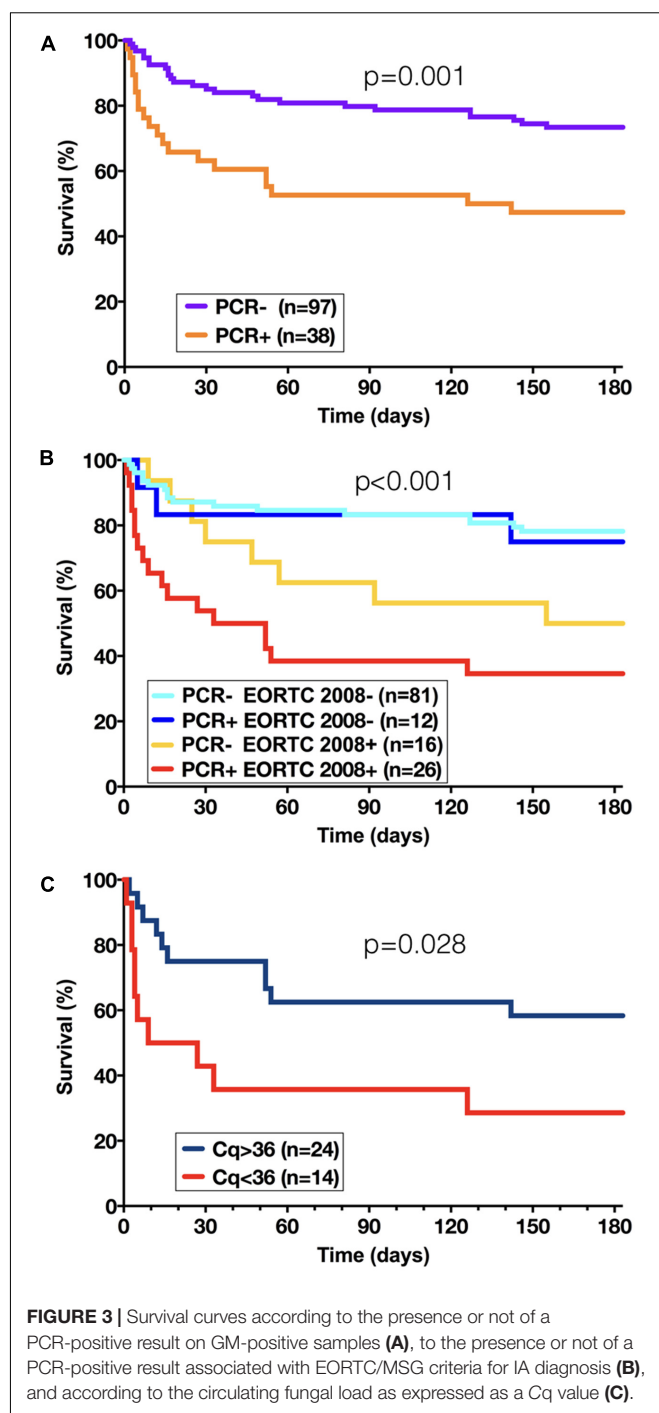 A
100
80
60
40
20
0
Survival (%)
p=0.001
PCR- (n=97)
PCR+ (n=38)
0 30 60 90 120 150 180
Time (days)
B
100
80
60
40
20
0
Survival (%)
p<0.001
PCR- EORTC 2008- (n=81)
PCR+ EORTC 2008- (n=12)
PCR- EORTC 2008+ (n=16)
PCR+ EORTC 2008+ (n=26)
0 30 60 90 120 150 180
Time (days)
C
100
80
60
40
20
0
Survival (%)
p=0.028
Cq>36 (n=24)
Cq<36 (n=14)
0 30 60 90 120 150 180
Time (days)
FIGURE 3 | Survival curves according to the presence or not of a
PCR-positive result on GM-positive samples (A), to the presence or not of a
PCR-positive result associated with EORTC/MSG criteria for IA diagnosis (B),
and according to the circulating fungal load as expressed as a Cq value (C).